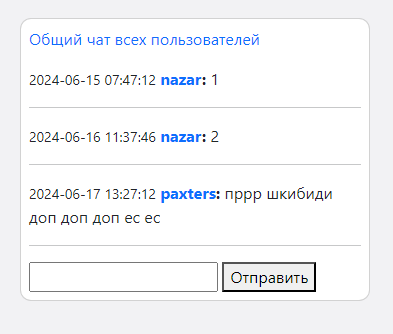 Общий чат всех пользователей
2024-06-15 07:47:12 nazar: 1
2024-06-16 11:37:46 nazar: 2
2024-06-17 13:27:12 paxters: пррр шкибиди
доп доп доп ес ес
Отправить